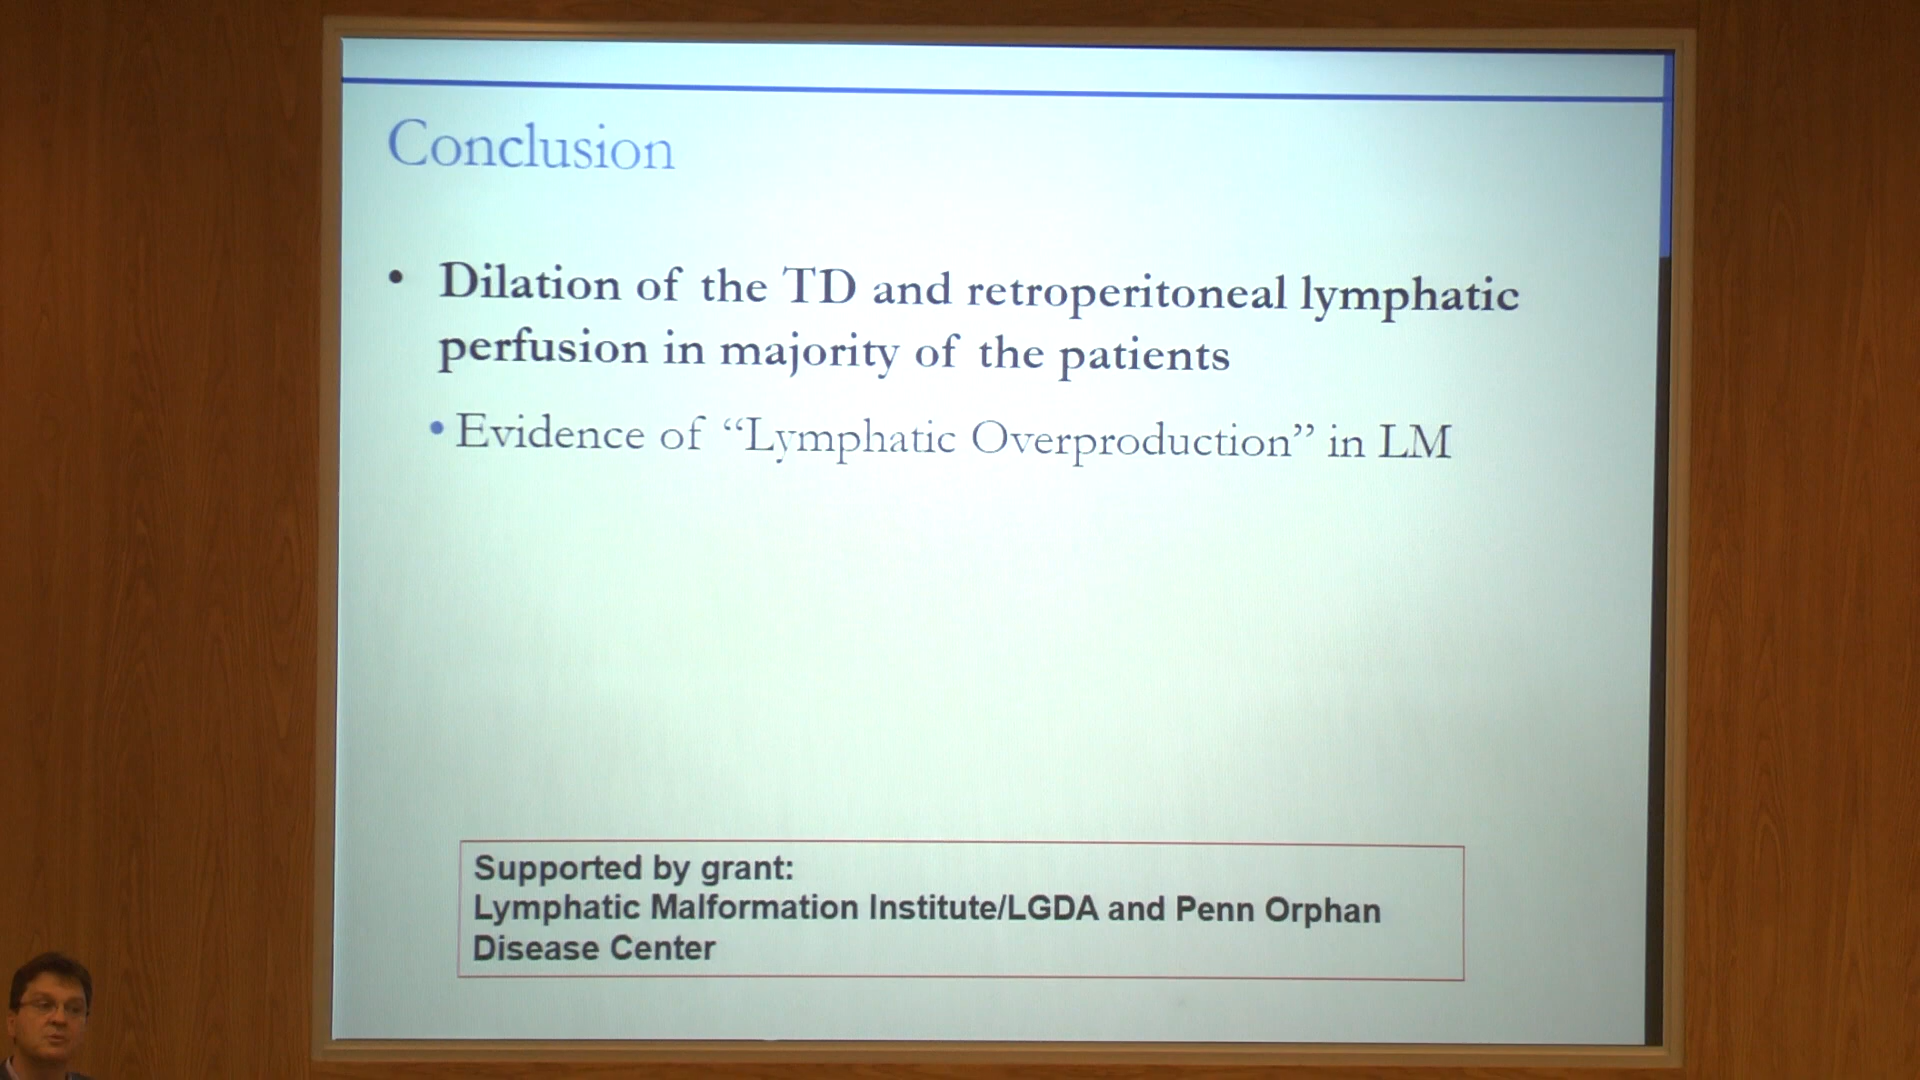 Conclusion
• Dilation of the TD and retroperitoneal lymphatic
perfusion in majority of the patients
• Evidence of “Lymphatic Overproduction” in LM
Supported by grant:
Lymphatic Malformation Institute/LGDA and Penn Orphan
Disease Center